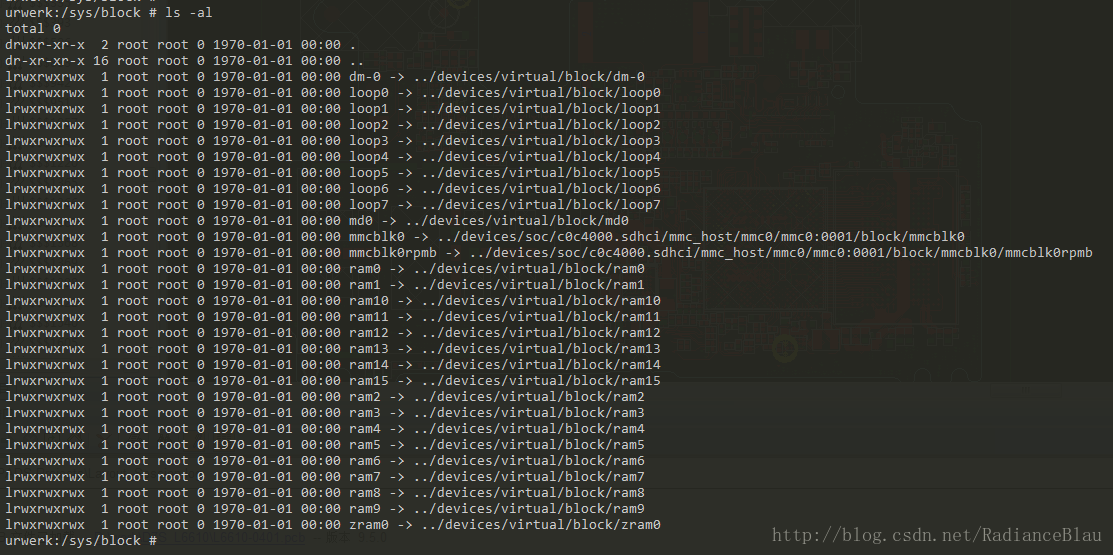 urwerk:/sys/block #
urwerk:/sys/block # ls -al
total 0
drwxr-xr-x  2 root root 0 1970-01-01 00:00 .
dr-xr-xr-x 16 root root 0 1970-01-01 00:00 ..
lrwxrwxrwx  1 root root 0 1970-01-01 00:00 dm-0 -> ../devices/virtual/block/dm-0
lrwxrwxrwx  1 root root 0 1970-01-01 00:00 loop0 -> ../devices/virtual/block/loop0
lrwxrwxrwx  1 root root 0 1970-01-01 00:00 loop1 -> ../devices/virtual/block/loop1
lrwxrwxrwx  1 root root 0 1970-01-01 00:00 loop2 -> ../devices/virtual/block/loop2
lrwxrwxrwx  1 root root 0 1970-01-01 00:00 loop3 -> ../devices/virtual/block/loop3
lrwxrwxrwx  1 root root 0 1970-01-01 00:00 loop4 -> ../devices/virtual/block/loop4
lrwxrwxrwx  1 root root 0 1970-01-01 00:00 loop5 -> ../devices/virtual/block/loop5
lrwxrwxrwx  1 root root 0 1970-01-01 00:00 loop6 -> ../devices/virtual/block/loop6
lrwxrwxrwx  1 root root 0 1970-01-01 00:00 loop7 -> ../devices/virtual/block/loop7
lrwxrwxrwx  1 root root 0 1970-01-01 00:00 md0 -> ../devices/virtual/block/md0
lrwxrwxrwx  1 root root 0 1970-01-01 00:00 mmcblk0 -> ../devices/soc/c0c4000.sdhci/mmc_host/mmc0/mmc0:0001/block/mmcblk0
lrwxrwxrwx  1 root root 0 1970-01-01 00:00 mmcblk0rpmb -> ../devices/soc/c0c4000.sdhci/mmc_host/mmc0/mmc0:0001/block/mmcblk0/mmcblk0rpmb
lrwxrwxrwx  1 root root 0 1970-01-01 00:00 ram0 -> ../devices/virtual/block/ram0
lrwxrwxrwx  1 root root 0 1970-01-01 00:00 ram1 -> ../devices/virtual/block/ram1
lrwxrwxrwx  1 root root 0 1970-01-01 00:00 ram10 -> ../devices/virtual/block/ram10
lrwxrwxrwx  1 root root 0 1970-01-01 00:00 ram11 -> ../devices/virtual/block/ram11
lrwxrwxrwx  1 root root 0 1970-01-01 00:00 ram12 -> ../devices/virtual/block/ram12
lrwxrwxrwx  1 root root 0 1970-01-01 00:00 ram13 -> ../devices/virtual/block/ram13
lrwxrwxrwx  1 root root 0 1970-01-01 00:00 ram14 -> ../devices/virtual/block/ram14
lrwxrwxrwx  1 root root 0 1970-01-01 00:00 ram15 -> ../devices/virtual/block/ram15
lrwxrwxrwx  1 root root 0 1970-01-01 00:00 ram2 -> ../devices/virtual/block/ram2
lrwxrwxrwx  1 root root 0 1970-01-01 00:00 ram3 -> ../devices/virtual/block/ram3
lrwxrwxrwx  1 root root 0 1970-01-01 00:00 ram4 -> ../devices/virtual/block/ram4
lrwxrwxrwx  1 root root 0 1970-01-01 00:00 ram5 -> ../devices/virtual/block/ram5
lrwxrwxrwx  1 root root 0 1970-01-01 00:00 ram6 -> ../devices/virtual/block/ram6
lrwxrwxrwx  1 root root 0 1970-01-01 00:00 ram7 -> ../devices/virtual/block/ram7
lrwxrwxrwx  1 root root 0 1970-01-01 00:00 ram8 -> ../devices/virtual/block/ram8
lrwxrwxrwx  1 root root 0 1970-01-01 00:00 ram9 -> ../devices/virtual/block/ram9
lrwxrwxrwx  1 root root 0 1970-01-01 00:00 zram0 -> ../devices/virtual/block/zram0
urwerk:/sys/block #
http://blog.csdn.net/RadianceBlau